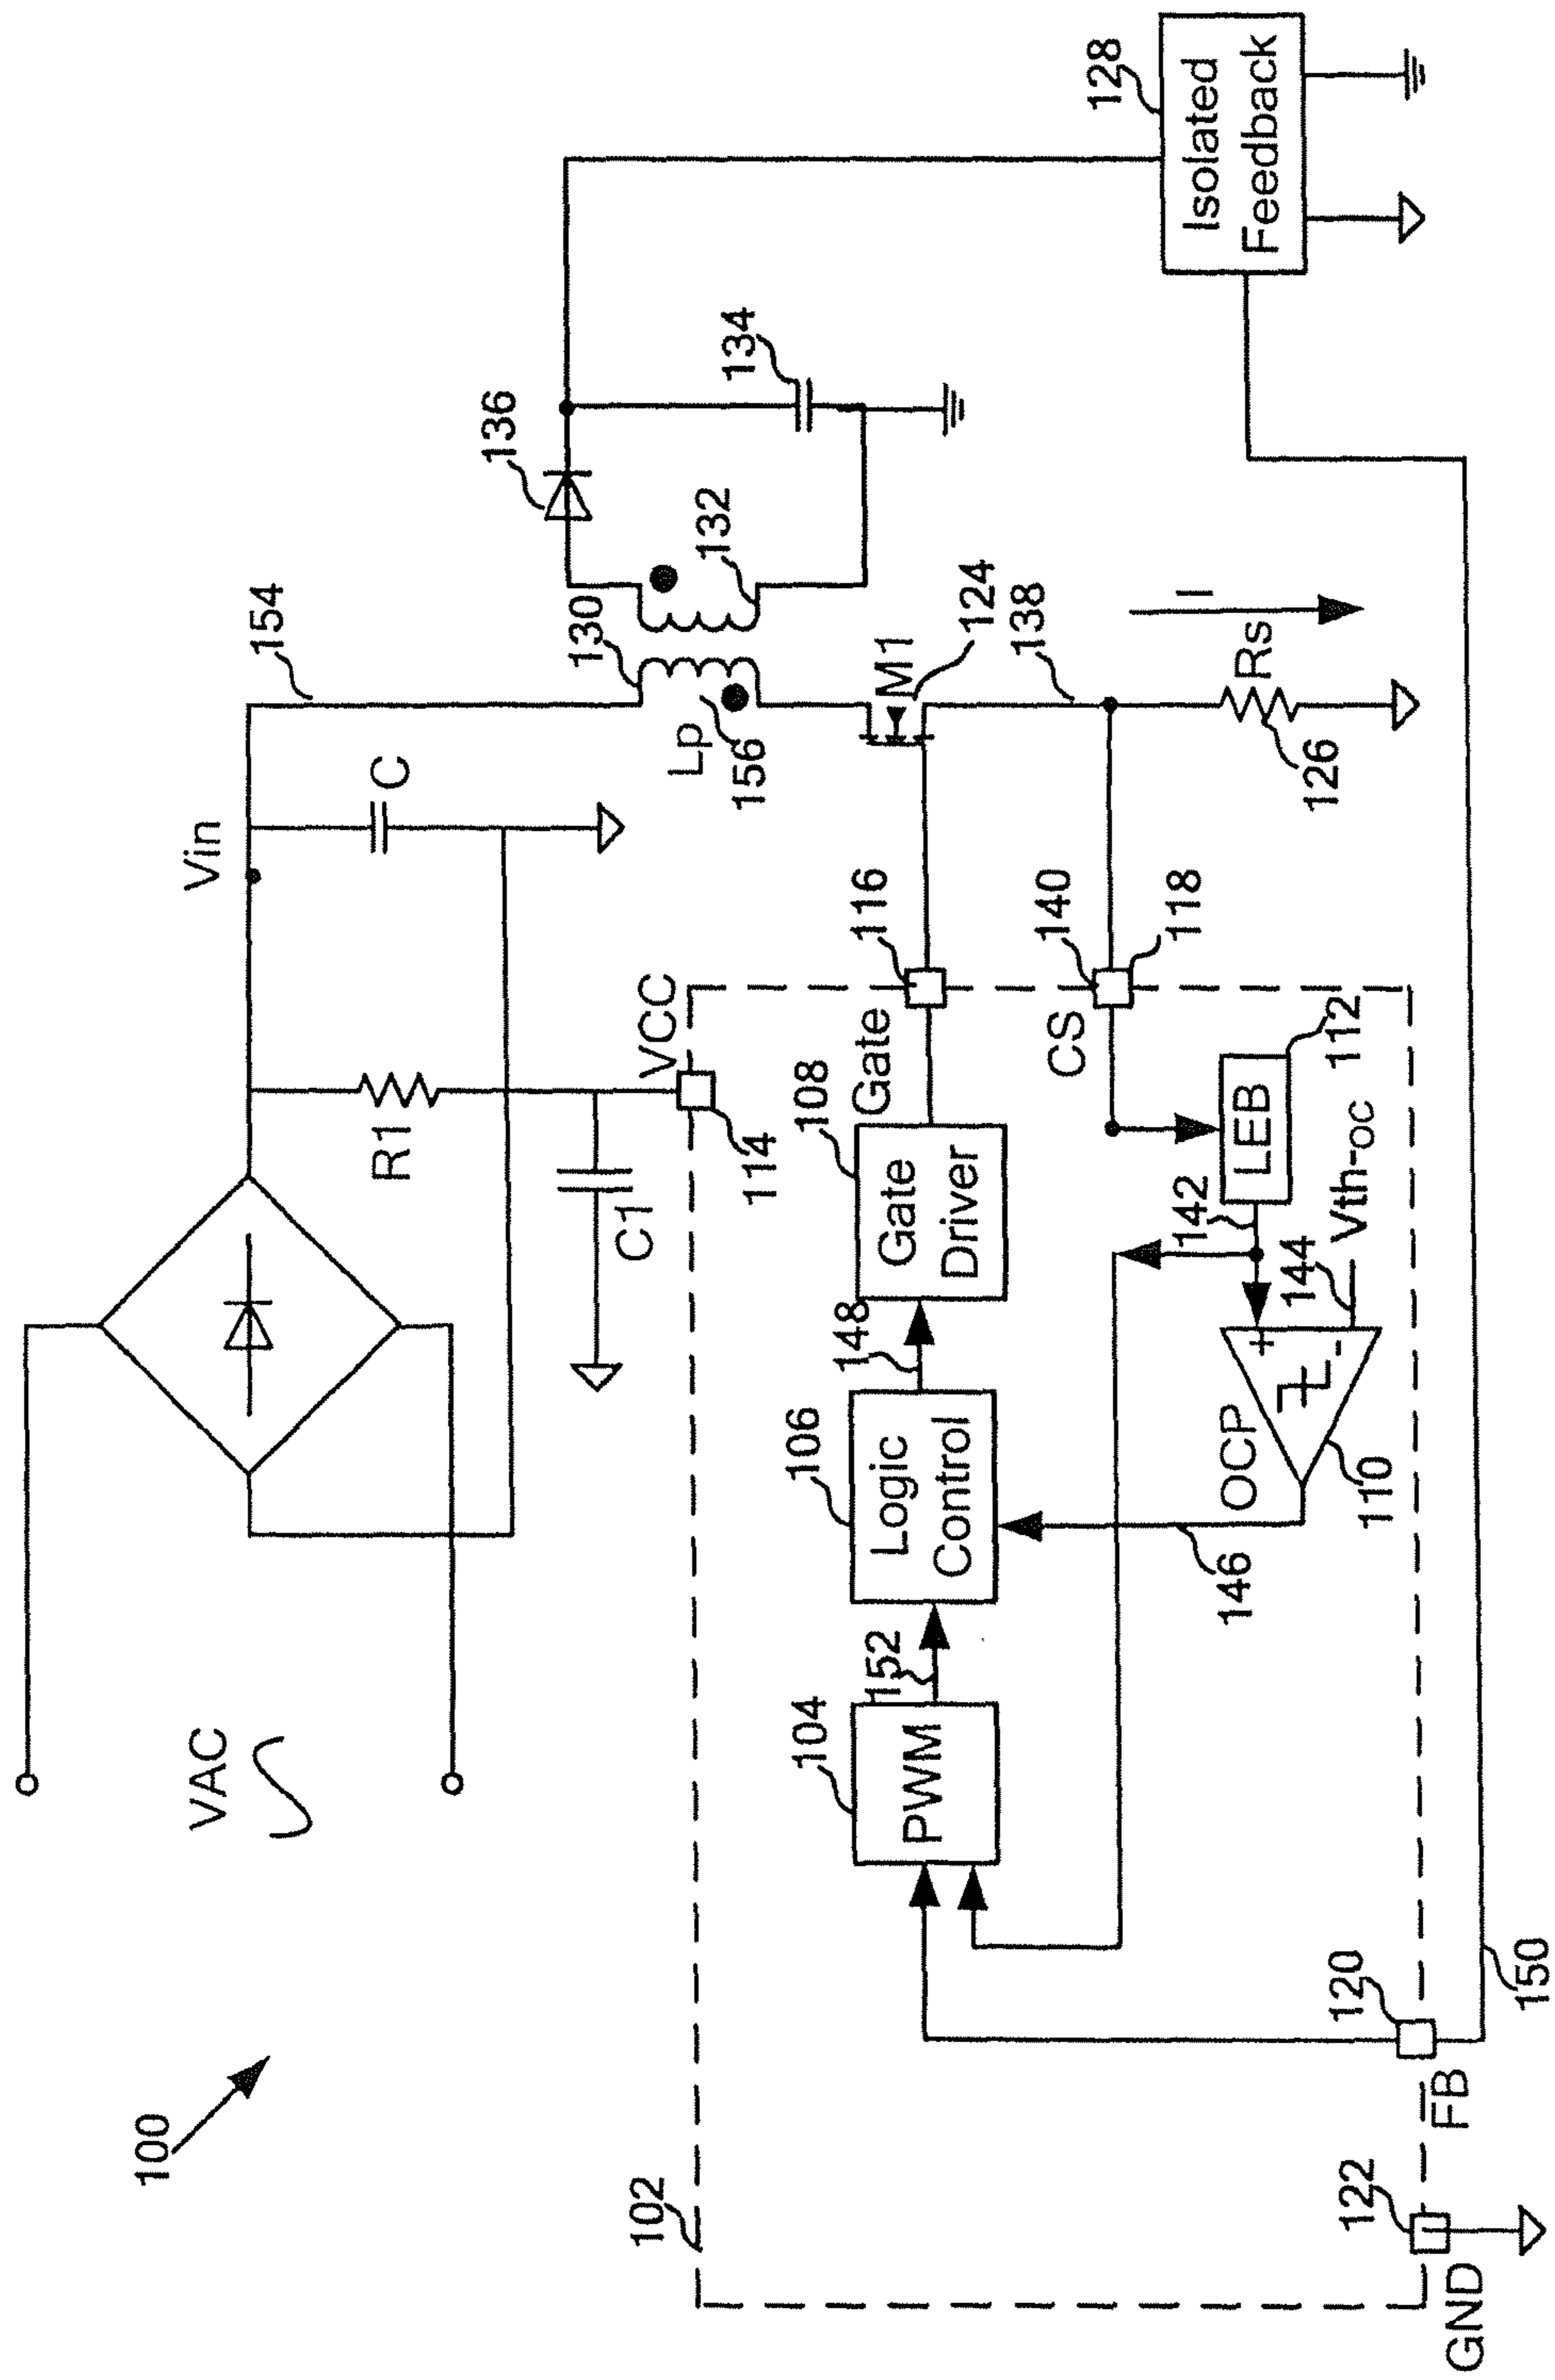 100
VAC
Vin
154
C
R1
C1
VCC
114
102
130
Lp
156
132
136
134
128
Isolated
Feedback
M1
124
138
I
Rs
126
116
Gate
140
CS
118
108
Gate
Driver
148
106
Logic
Control
152
104
PWM
LEB
112
142
144
Vth-oc
+
-
OCP
110
146
120
FB
150
122
GND